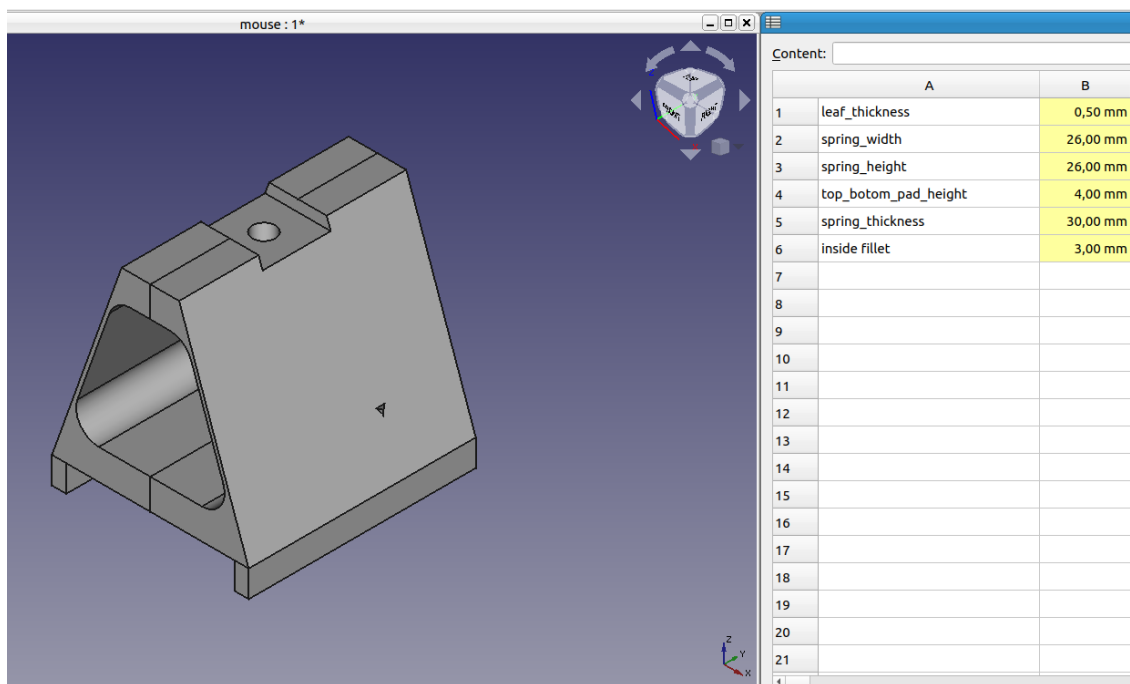 mouse : 1*
Content:
A B
1 leaf_thickness 0,50 mm
2 spring_width 26,00 mm
3 spring_height 26,00 mm
4 top_botom_pad_height 4,00 mm
5 spring_thickness 30,00 mm
6 inside fillet 3,00 mm
7
8
9
10
11
12
13
14
15
16
17
18
19
20
21
Z
Y
X